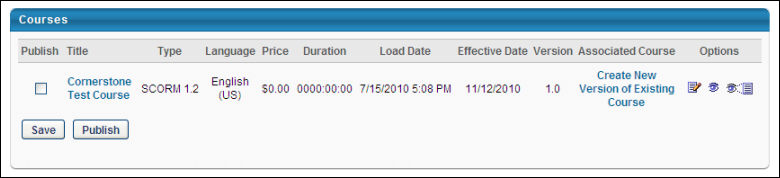 Courses
Publish Title Type Language Price Duration Load Date Effective Date Version Associated Course Options
Cornerstone Test Course SCORM 1.2 English (US) $0.00 0000:00:00 7/15/2010 5:08 PM 11/12/2010 1.0 Create New Version of Existing Course
Save Publish